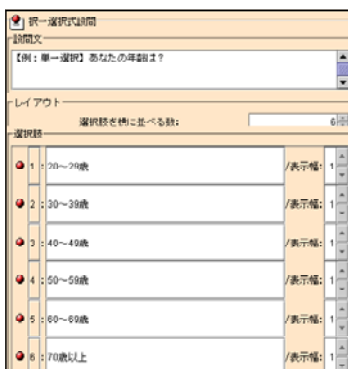 択一選択式設問
設問文
【例：単一選択】あなたの年齢は？
レイアウト
選択肢を横に並べる数: 6
選択肢
1 : 20～29歳 /表示幅: 1
2 : 30～39歳 /表示幅: 1
3 : 40～49歳 /表示幅: 1
4 : 50～59歳 /表示幅: 1
5 : 60～69歳 /表示幅: 1
6 : 70歳以上 /表示幅: 1